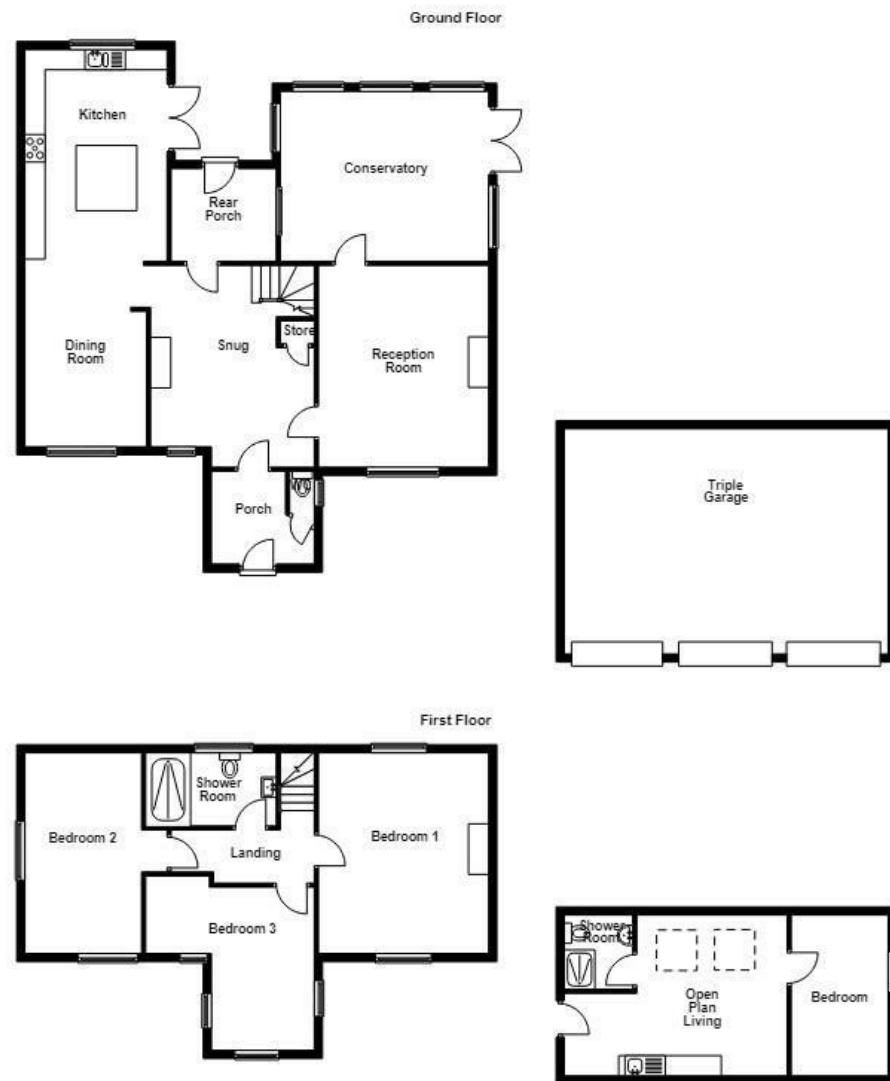 Ground Floor
Kitchen
Conservatory
Rear
Porch
Dining
Room
Snug
Store
Reception
Room
Porch
Triple
Garage
First Floor
Shower
Room
Bedroom 2
Landing
Bedroom 1
Bedroom 3
Shower
Room
Open
Plan
Living
Bedroom